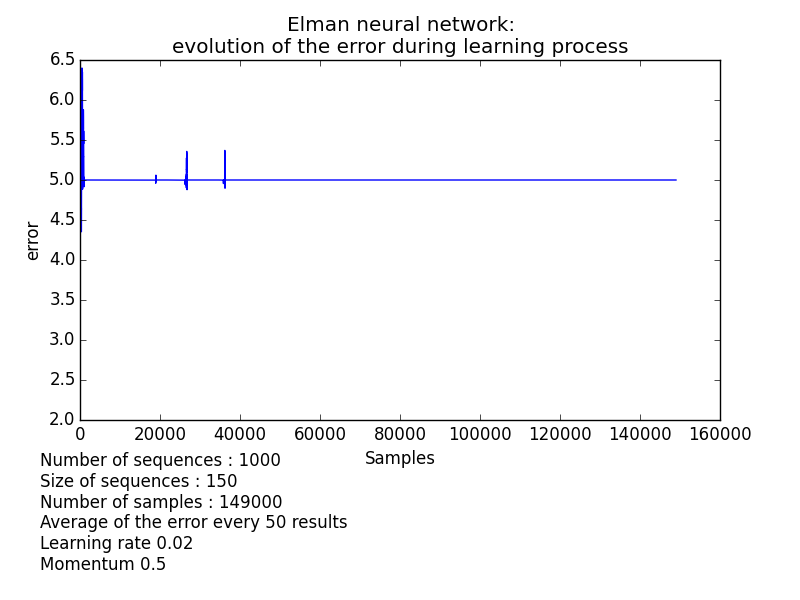 Elman neural network:
evolution of the error during learning process
6.5
6.0
5.5
5.0
4.5
4.0
3.5
3.0
2.5
2.0
error
0 20000 40000 60000 80000 100000 120000 140000 160000
Samples
Number of sequences : 1000
Size of sequences : 150
Number of samples : 149000
Average of the error every 50 results
Learning rate 0.02
Momentum 0.5